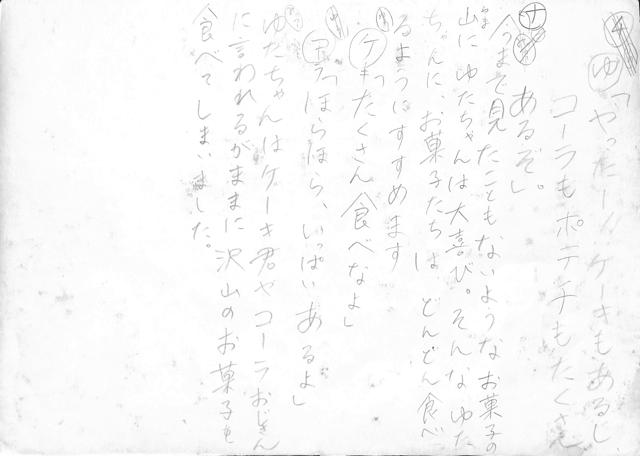 ゆ「やったー！ケーキもあるし、
コーラもポテチもたくさん
あるぞ」
ナ 今まで見たこともないようなお菓子の
山にゆたちゃんは大喜び。そんなゆた
ちゃんに、お菓子たちは どんどん食べ
るようにすすめます
ケ「たくさん食べなよ」
ア「ほらほら、いっぱいあるよ」
ゆたちゃんはケーキ君やコーラおじさん
に言われるがままに沢山のお菓子を
食べてしまいました。